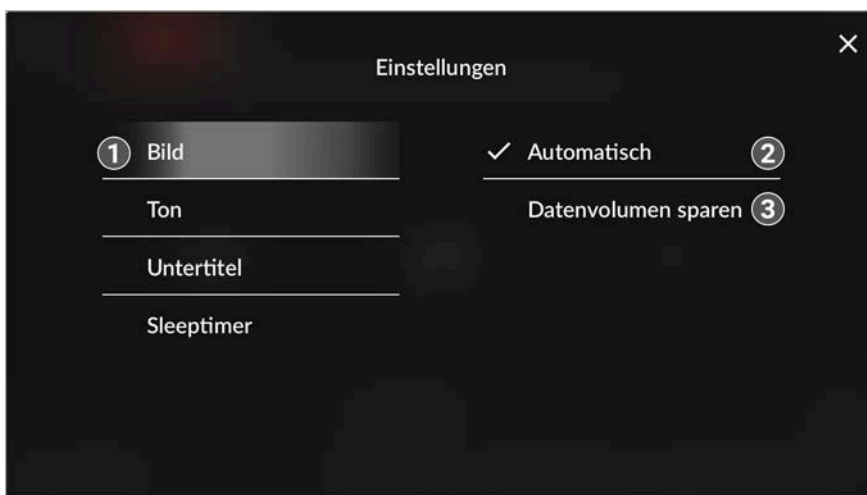 Einstellungen
1 Bild
Ton
Untertitel
Sleeptimer
Automatisch 2
Datenvolumen sparen 3